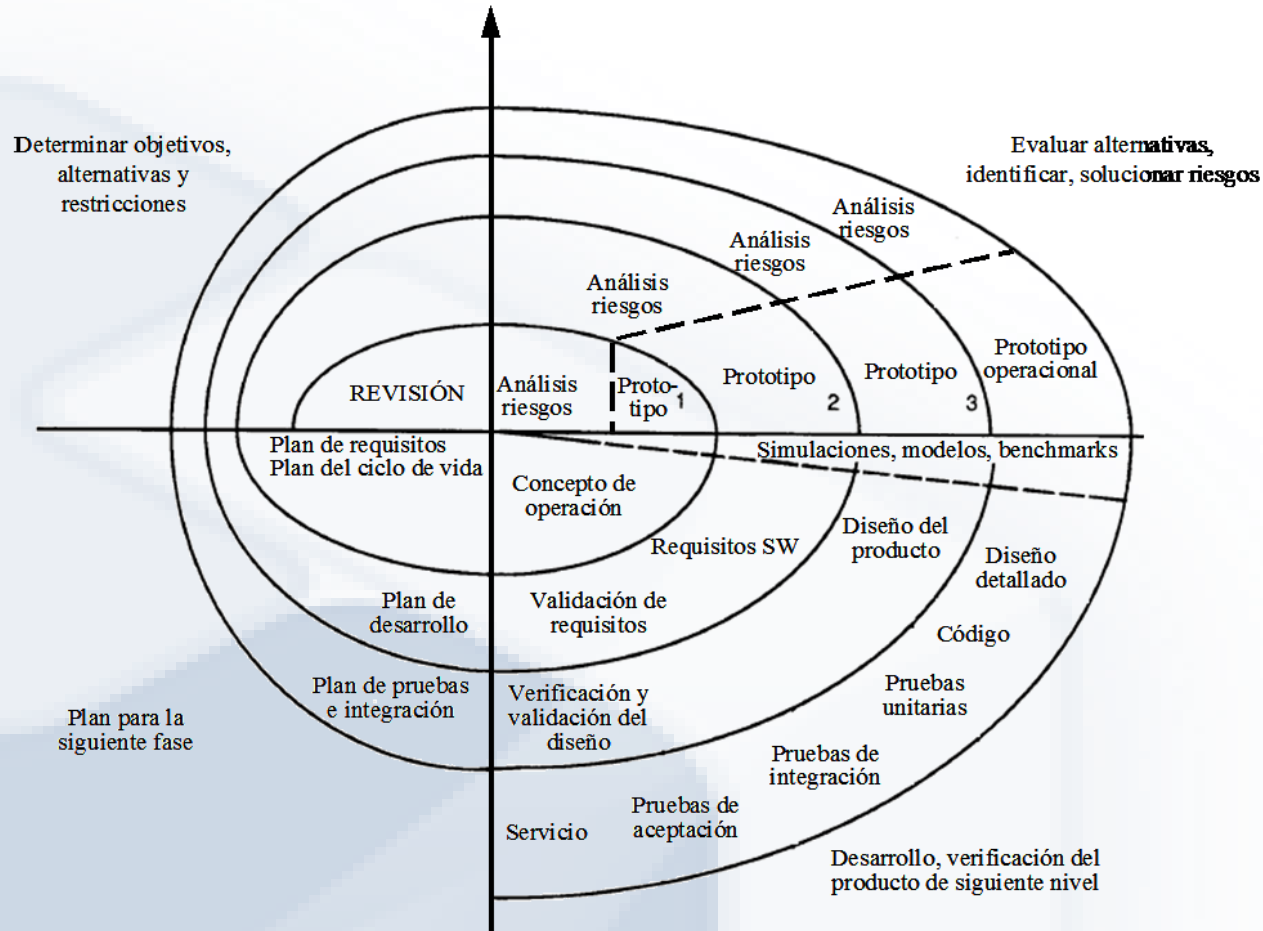 Determinar objetivos,
alternativas y
restricciones
Evaluar alternativas,
identificar, solucionar riesgos
Análisis
riesgos
Análisis
riesgos
Análisis
riesgos
REVISIÓN
Análisis
riesgos
Proto-
tipo 1
Prototipo
2
Prototipo
3
Prototipo
operacional
Plan de requisitos
Plan del ciclo de vida
Simulaciones, modelos, benchmarks
Concepto de
operación
Requisitos SW
Diseño del
producto
Diseño
detallado
Plan de
desarrollo
Validación de
requisitos
Código
Plan de pruebas
e integración
Verificación y
validación del
diseño
Pruebas
unitarias
Plan para la
siguiente fase
Pruebas de
integración
Servicio
Pruebas de
aceptación
Desarrollo, verificación del
producto de siguiente nivel